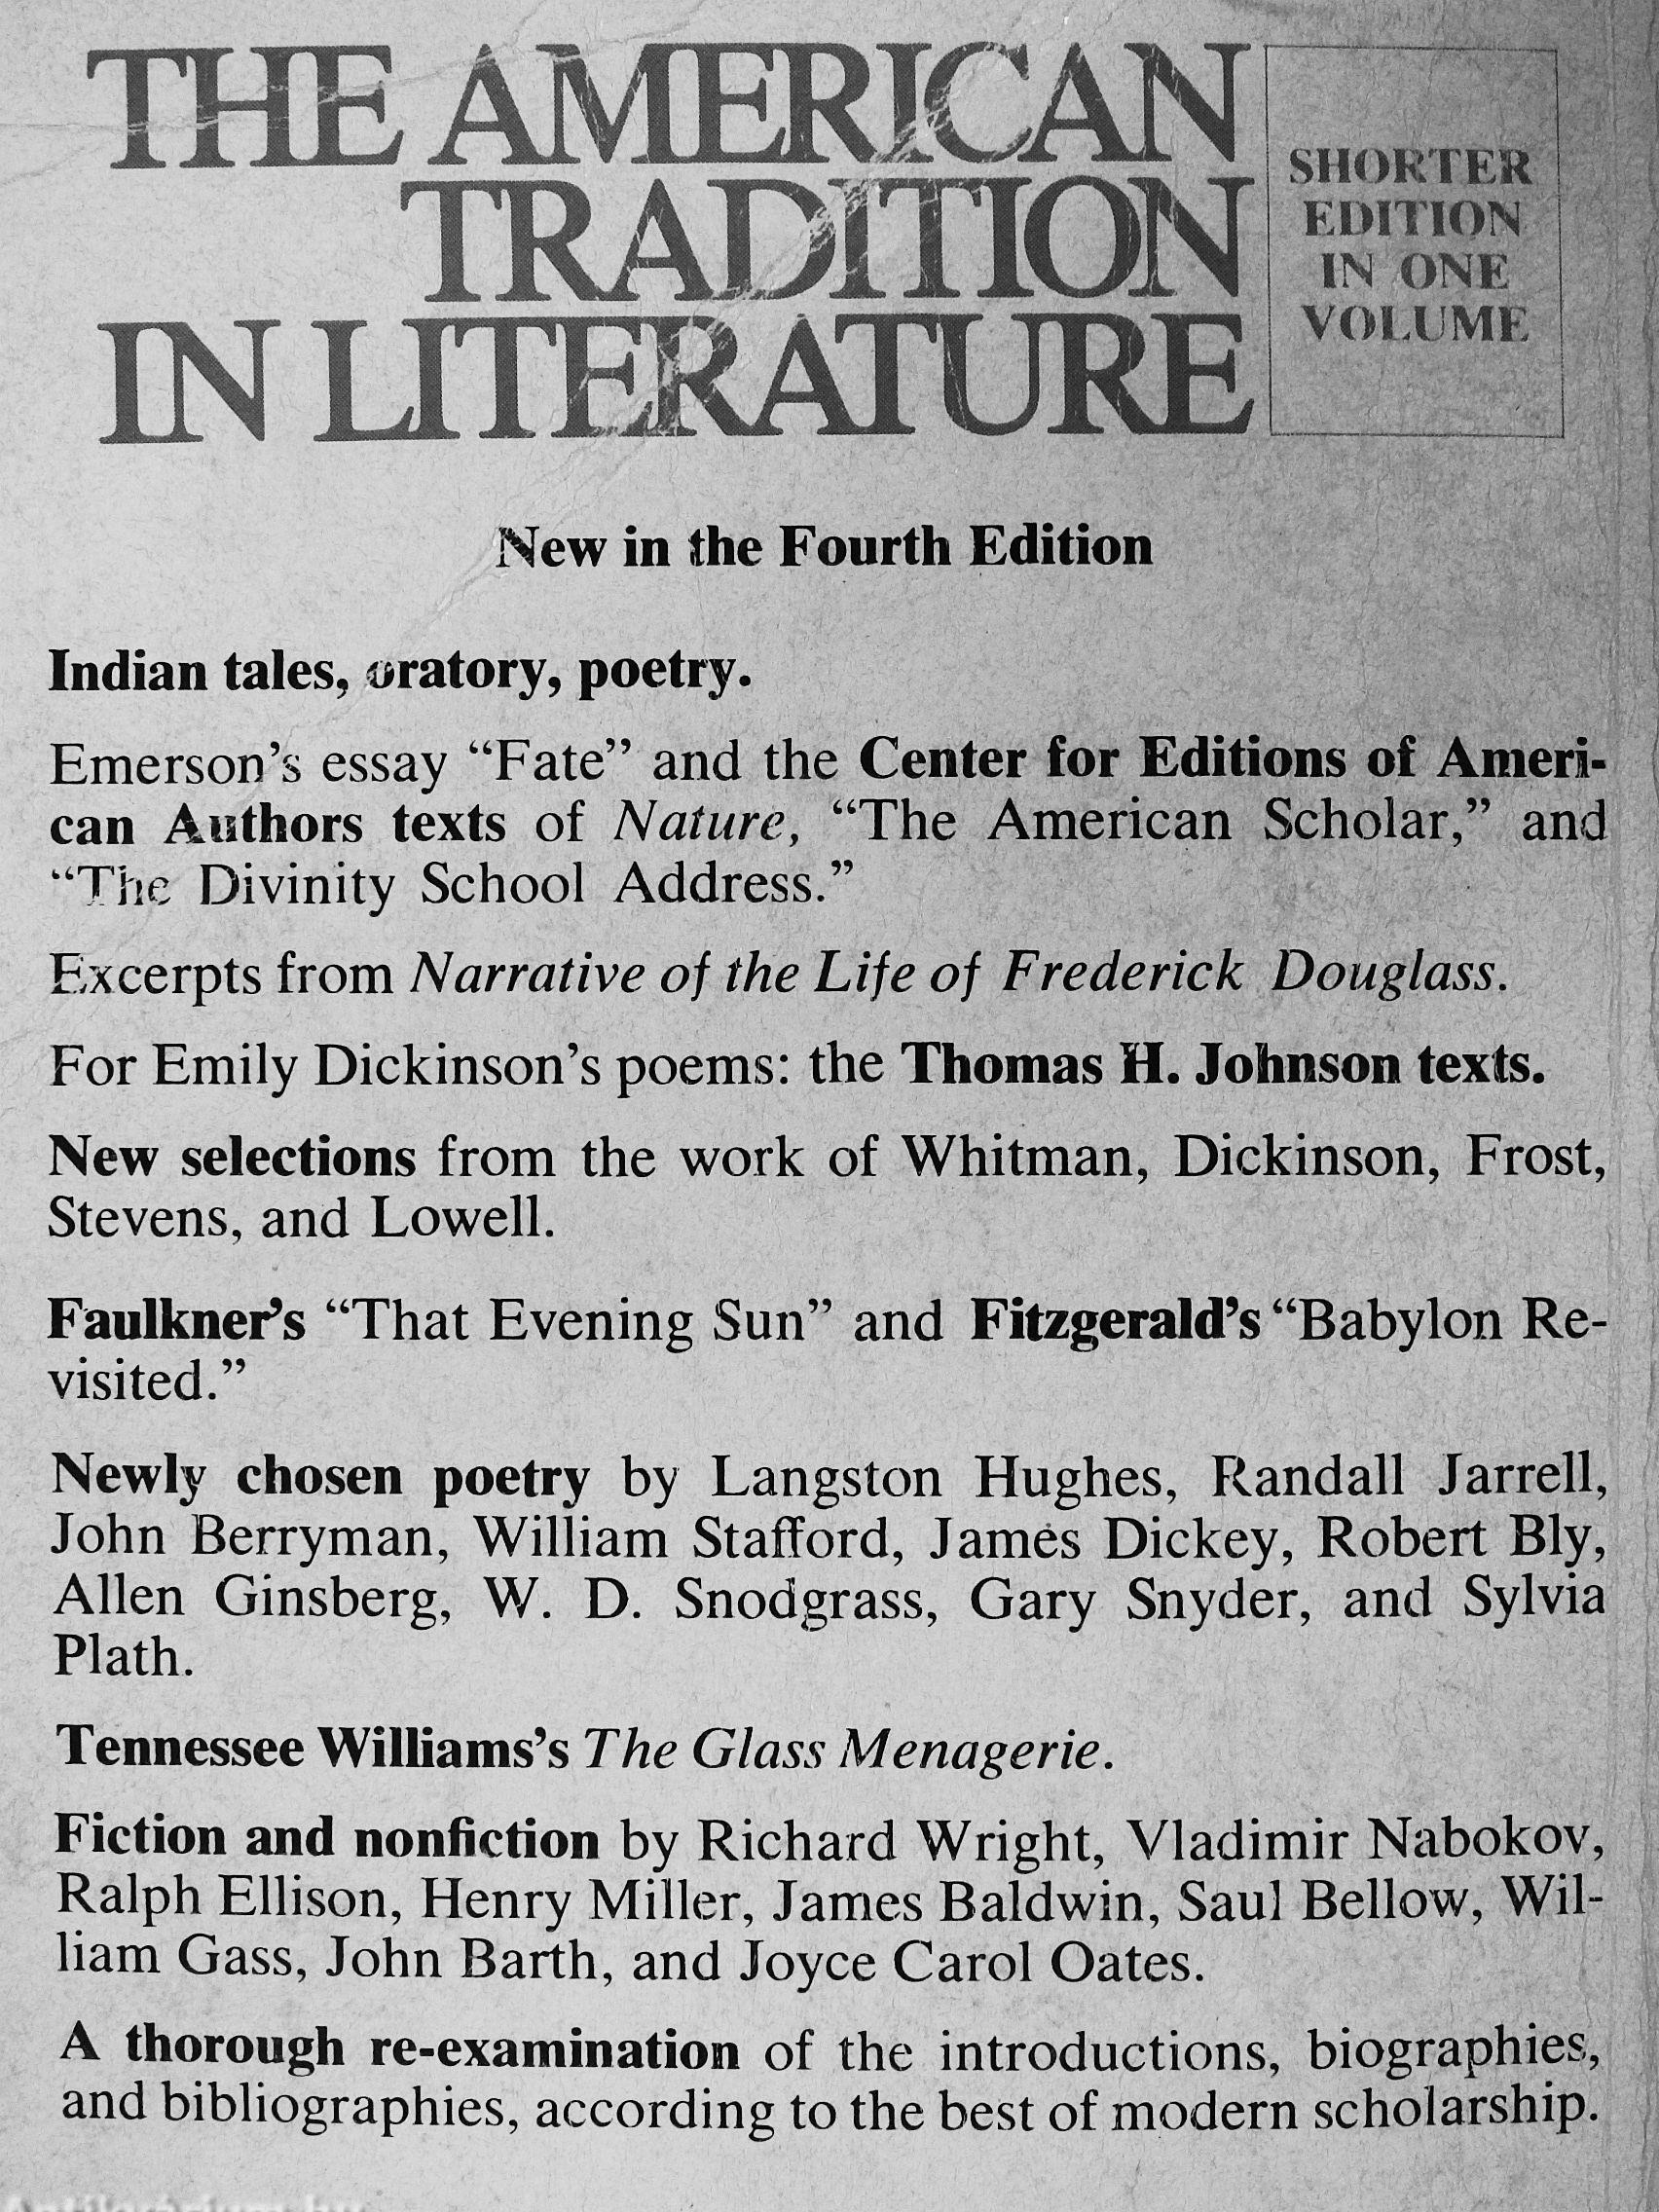 THE AMERICAN
TRADITION
IN LITERATURE
SHORTER
EDITION
IN ONE
VOLUME
New in the Fourth Edition
Indian tales, oratory, poetry.
Emerson’s essay “Fate” and the Center for Editions of Ameri-
can Authors texts of Nature, “The American Scholar,” and
“The Divinity School Address.”
Excerpts from Narrative of the Life of Frederick Douglass.
For Emily Dickinson’s poems: the Thomas H. Johnson texts.
New selections from the work of Whitman, Dickinson, Frost,
Stevens, and Lowell.
Faulkner’s “That Evening Sun” and Fitzgerald’s “Babylon Re-
visited.”
Newly chosen poetry by Langston Hughes, Randall Jarrell,
John Berryman, William Stafford, James Dickey, Robert Bly,
Allen Ginsberg, W. D. Snodgrass, Gary Snyder, and Sylvia
Plath.
Tennessee Williams’s The Glass Menagerie.
Fiction and nonfiction by Richard Wright, Vladimir Nabokov,
Ralph Ellison, Henry Miller, James Baldwin, Saul Bellow, Wil-
liam Gass, John Barth, and Joyce Carol Oates.
A thorough re-examination of the introductions, biographies,
and bibliographies, according to the best of modern scholarship.